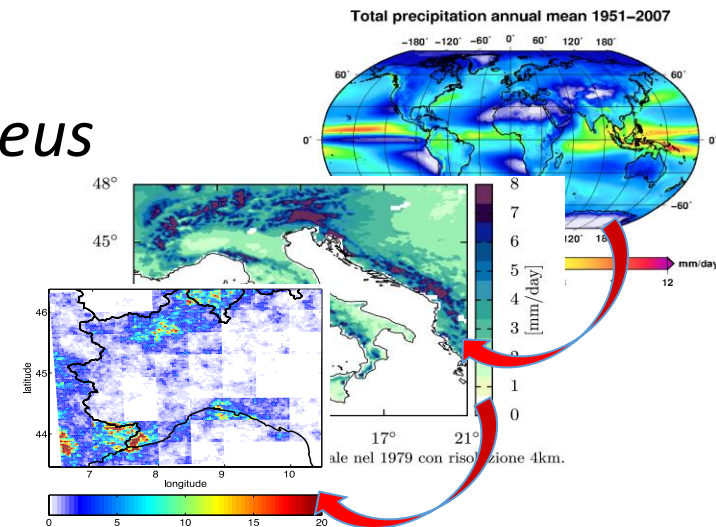 Total precipitation annual mean 1951−2007
−180˚ −120˚ −60˚ 0˚ 60˚ 120˚ 180˚
60˚ 60˚
eus
0˚
48°
8
7
−60˚
45°
6
120˚
mm/day
5
12
4
[mm/day]
46
3
latitude
45
1
44
0
17° 21°
7 8 9 10
ale nel 1979 con risoluzione 4km.
longitude
0 5 10 15 20